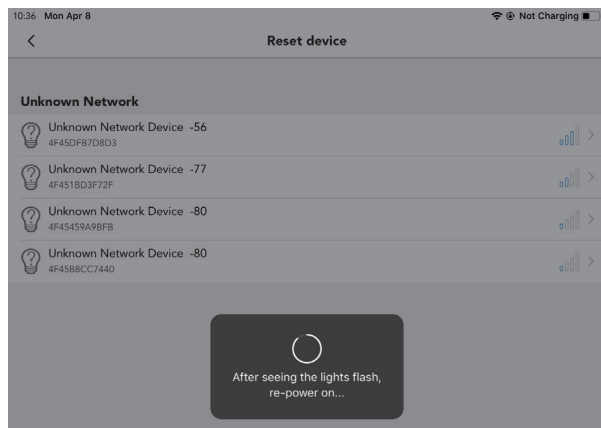 10:36 Mon Apr 8 Not Charging
Reset device
Unknown Network
Unknown Network Device -56
4F45DFB7D8D3
Unknown Network Device -77
4F451BD3F72F
Unknown Network Device -80
4F45459A9BFB
Unknown Network Device -80
4F45B8CC7440
After seeing the lights flash,
re-power on...